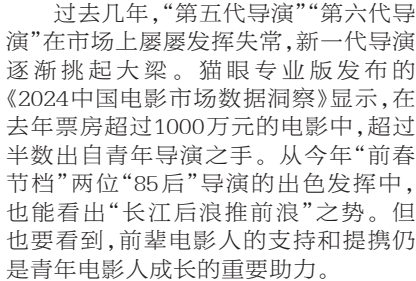 过去几年，“第五代导演”“第六代导
演”在市场上屡屡发挥失常，新一代导演
逐渐挑起大梁。猫眼专业版发布的
《2024中国电影市场数据洞察》显示，在
去年票房超过1000万元的电影中，超过
半数出自青年导演之手。从今年“前春
节档”两位“85后”导演的出色发挥中，
也能看出“长江后浪推前浪”之势。但
也要看到，前辈电影人的支持和提携仍
是青年电影人成长的重要助力。